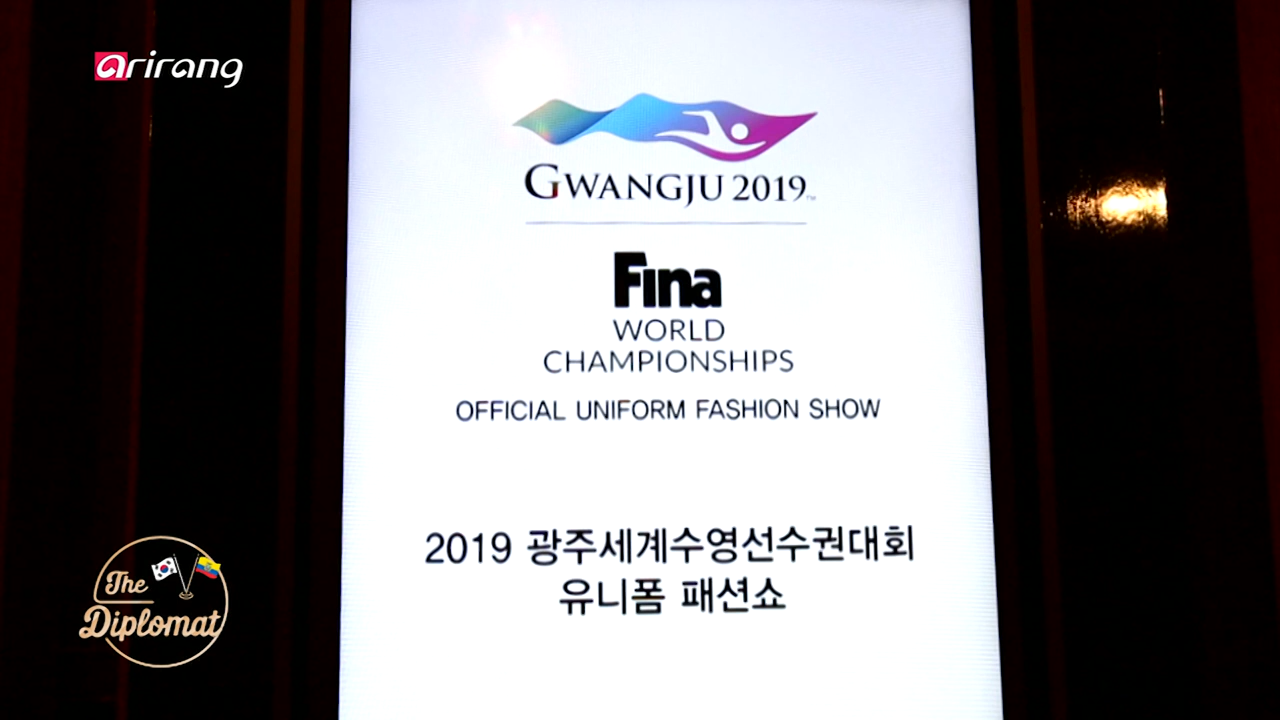 arirang
GWANGJU 2019™
Fina
WORLD
CHAMPIONSHIPS
OFFICIAL UNIFORM FASHION SHOW
2019 광주세계수영선수권대회
유니폼 패션쇼
The
Diplomat